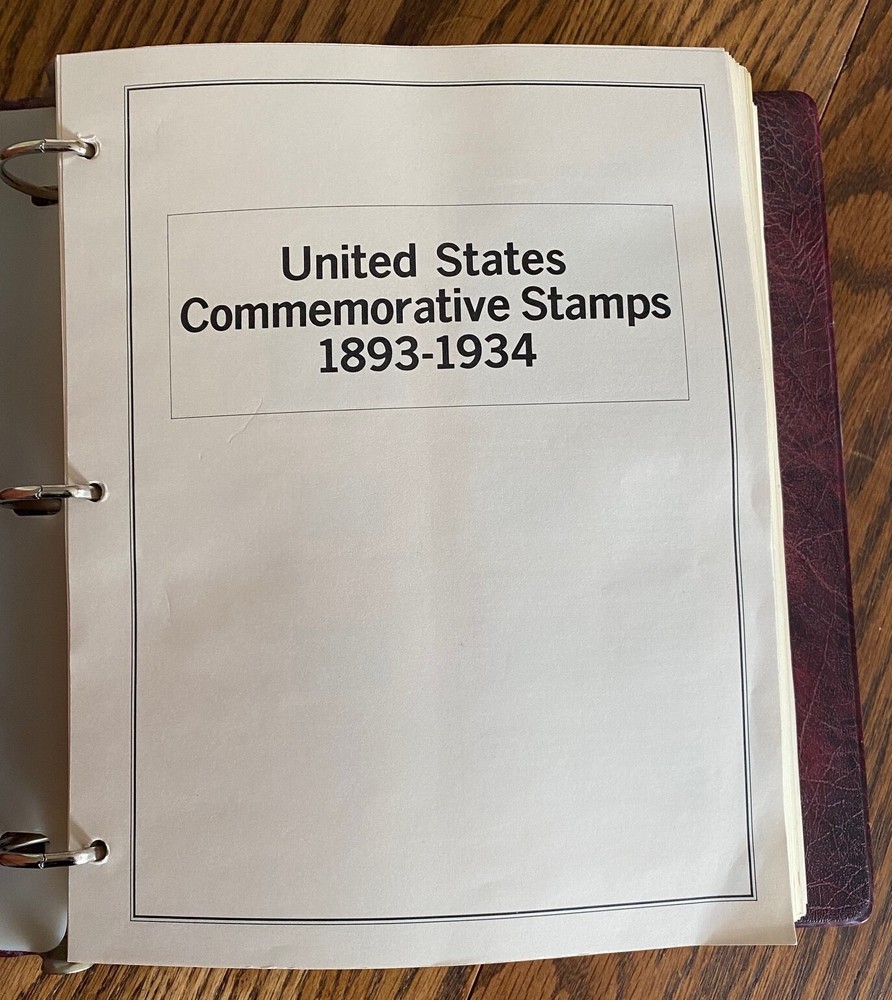 United States
Commemorative Stamps
1893-1934